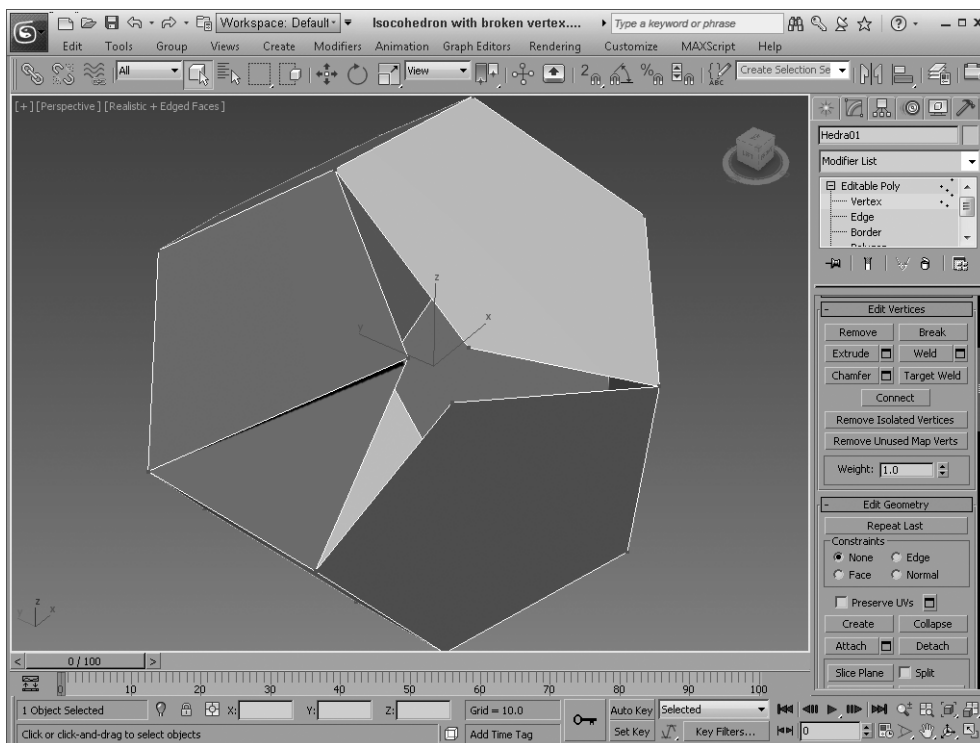 Workspace: Default
Isocohedron with broken vertex....
Type a keyword or phrase
Edit Tools Group Views Create Modifiers Animation Graph Editors Rendering Customize MAXScript Help
All
View
2
%
ABC
Create Selection Se
[+] [Perspective] [Realistic + Edged Faces]
z
x
y
z
x
y
Hedra01
Modifier List
Editable Poly
Vertex
Edge
Border
Polygon
- Edit Vertices
Remove Break
Extrude Weld
Chamfer Target Weld
Connect
Remove Isolated Vertices
Remove Unused Map Verts
Weight: 1.0
- Edit Geometry
Repeat Last
Constraints
None Edge
Face Normal
Preserve UVs
Create Collapse
Attach Detach
Slice Plane Split
< 0 / 100 >
0 10 20 30 40 50 60 70 80 90 100
1 Object Selected X: Y: Z: Grid = 10.0 Auto Key Selected
Click or click-and-drag to select objects Add Time Tag Set Key Key Filters... 0